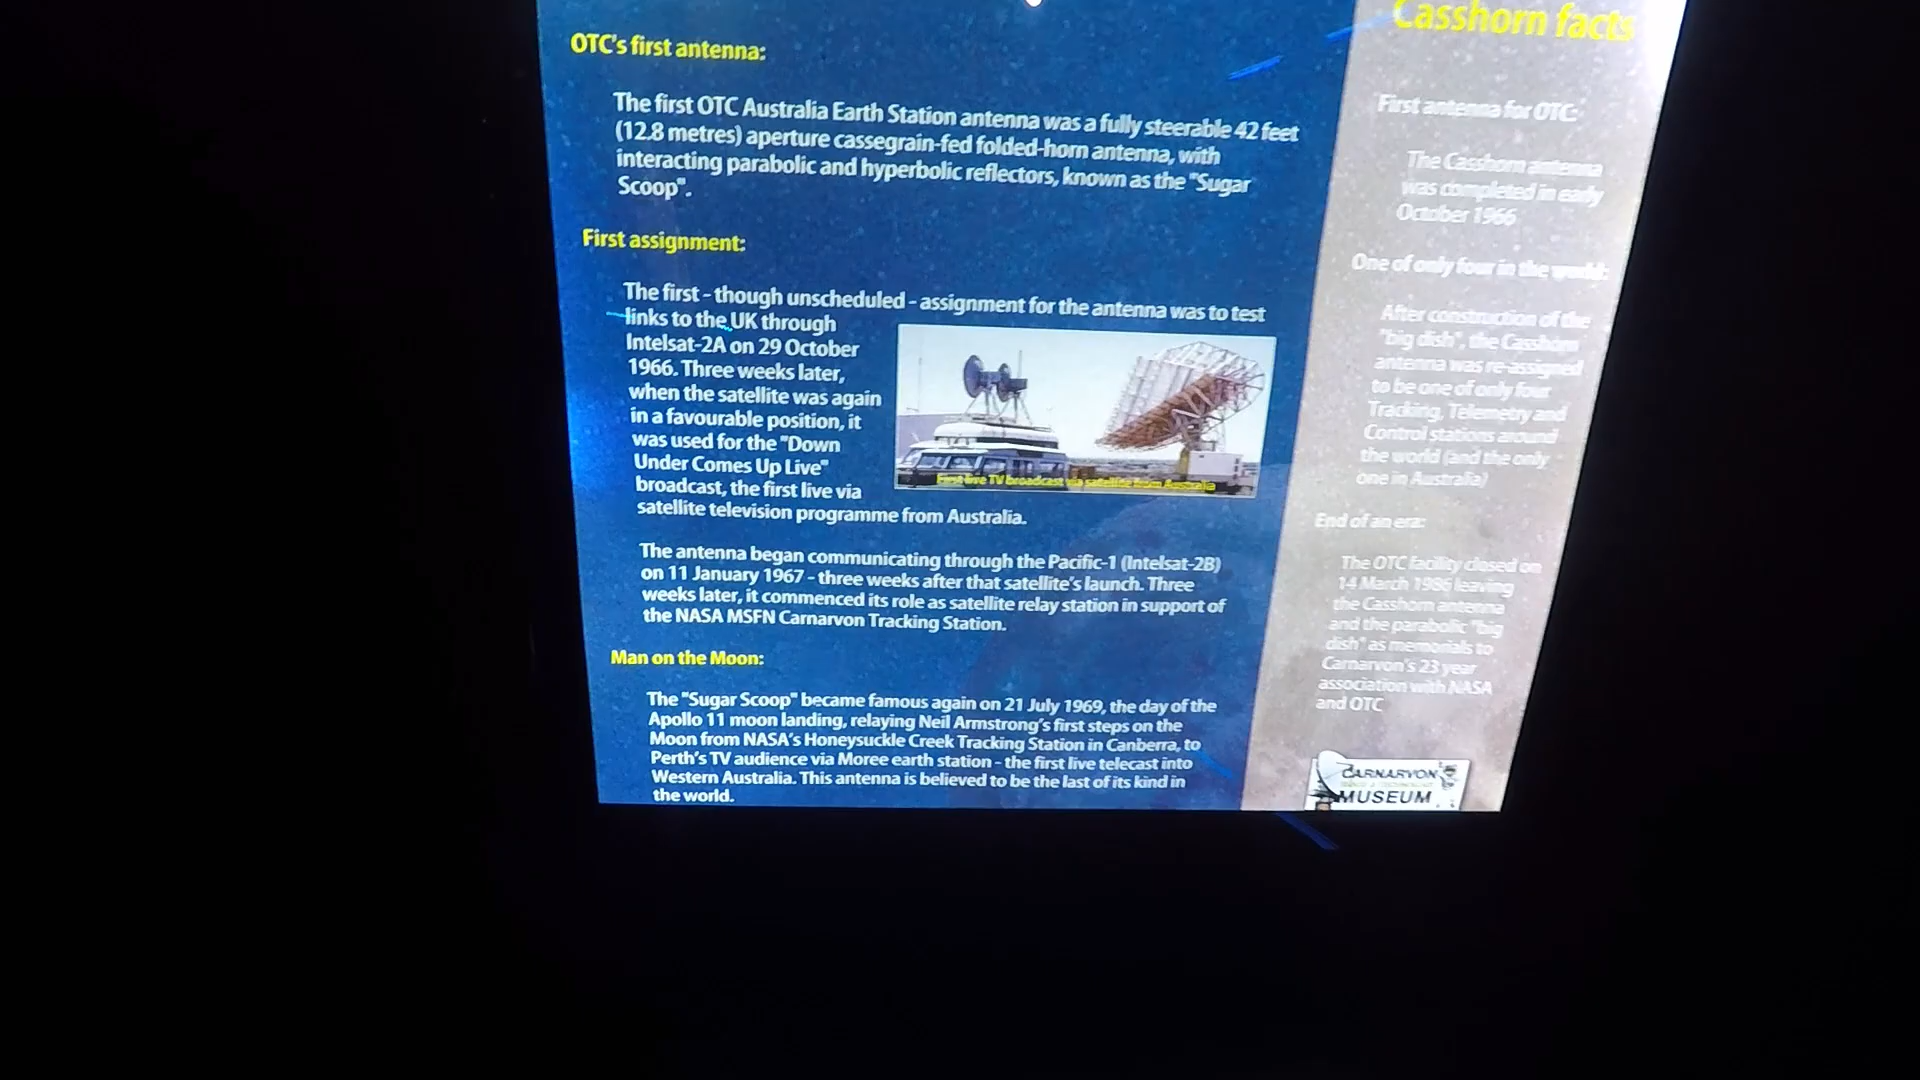 OTC's first antenna:
The first OTC Australia Earth Station antenna was a fully steerable 42 feet
(12.8 metres) aperture cassegrain-fed folded-horn antenna, with
interacting parabolic and hyperbolic reflectors, known as the "Sugar
Scoop".
First assignment:
The first - though unscheduled - assignment for the antenna was to test
links to the UK through
Intelsat-2A on 29 October
1966. Three weeks later,
when the satellite was again
in a favourable position, it
was used for the "Down
Under Comes Up Live"
broadcast, the first live via
satellite television programme from Australia.
First live TV broadcast via satellite from Australia
The antenna began communicating through the Pacific-1 (Intelsat-2B)
on 11 January 1967 - three weeks after that satellite's launch. Three
weeks later, it commenced its role as satellite relay station in support of
the NASA MSFN Carnarvon Tracking Station.
Man on the Moon:
The "Sugar Scoop" became famous again on 21 July 1969, the day of the
Apollo 11 moon landing, relaying Neil Armstrong's first steps on the
Moon from NASA's Honeysuckle Creek Tracking Station in Canberra, to
Perth's TV audience via Moree earth station - the first live telecast into
Western Australia. This antenna is believed to be the last of its kind in
the world.
Casshorn facts
First antenna for OTC:
The Casshorn antenna
was completed in early
October 1966
One of only four in the world:
After construction of the
"big dish", the Casshorn
antenna was re-assigned
to be one of only four
Tracking, Telemetry and
Control stations around
the world (and the only
one in Australia)
End of an era:
The OTC facility closed on
14 March 1986 leaving
the Casshorn antenna
and the parabolic "big
dish" as memorials to
Carnarvon's 23 year
association with NASA
and OTC
CARNARVON
MUSEUM